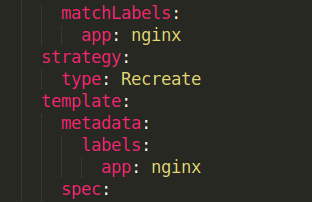 matchLabels:
app: nginx
strategy:
type: Recreate
template:
metadata:
labels:
app: nginx
spec: